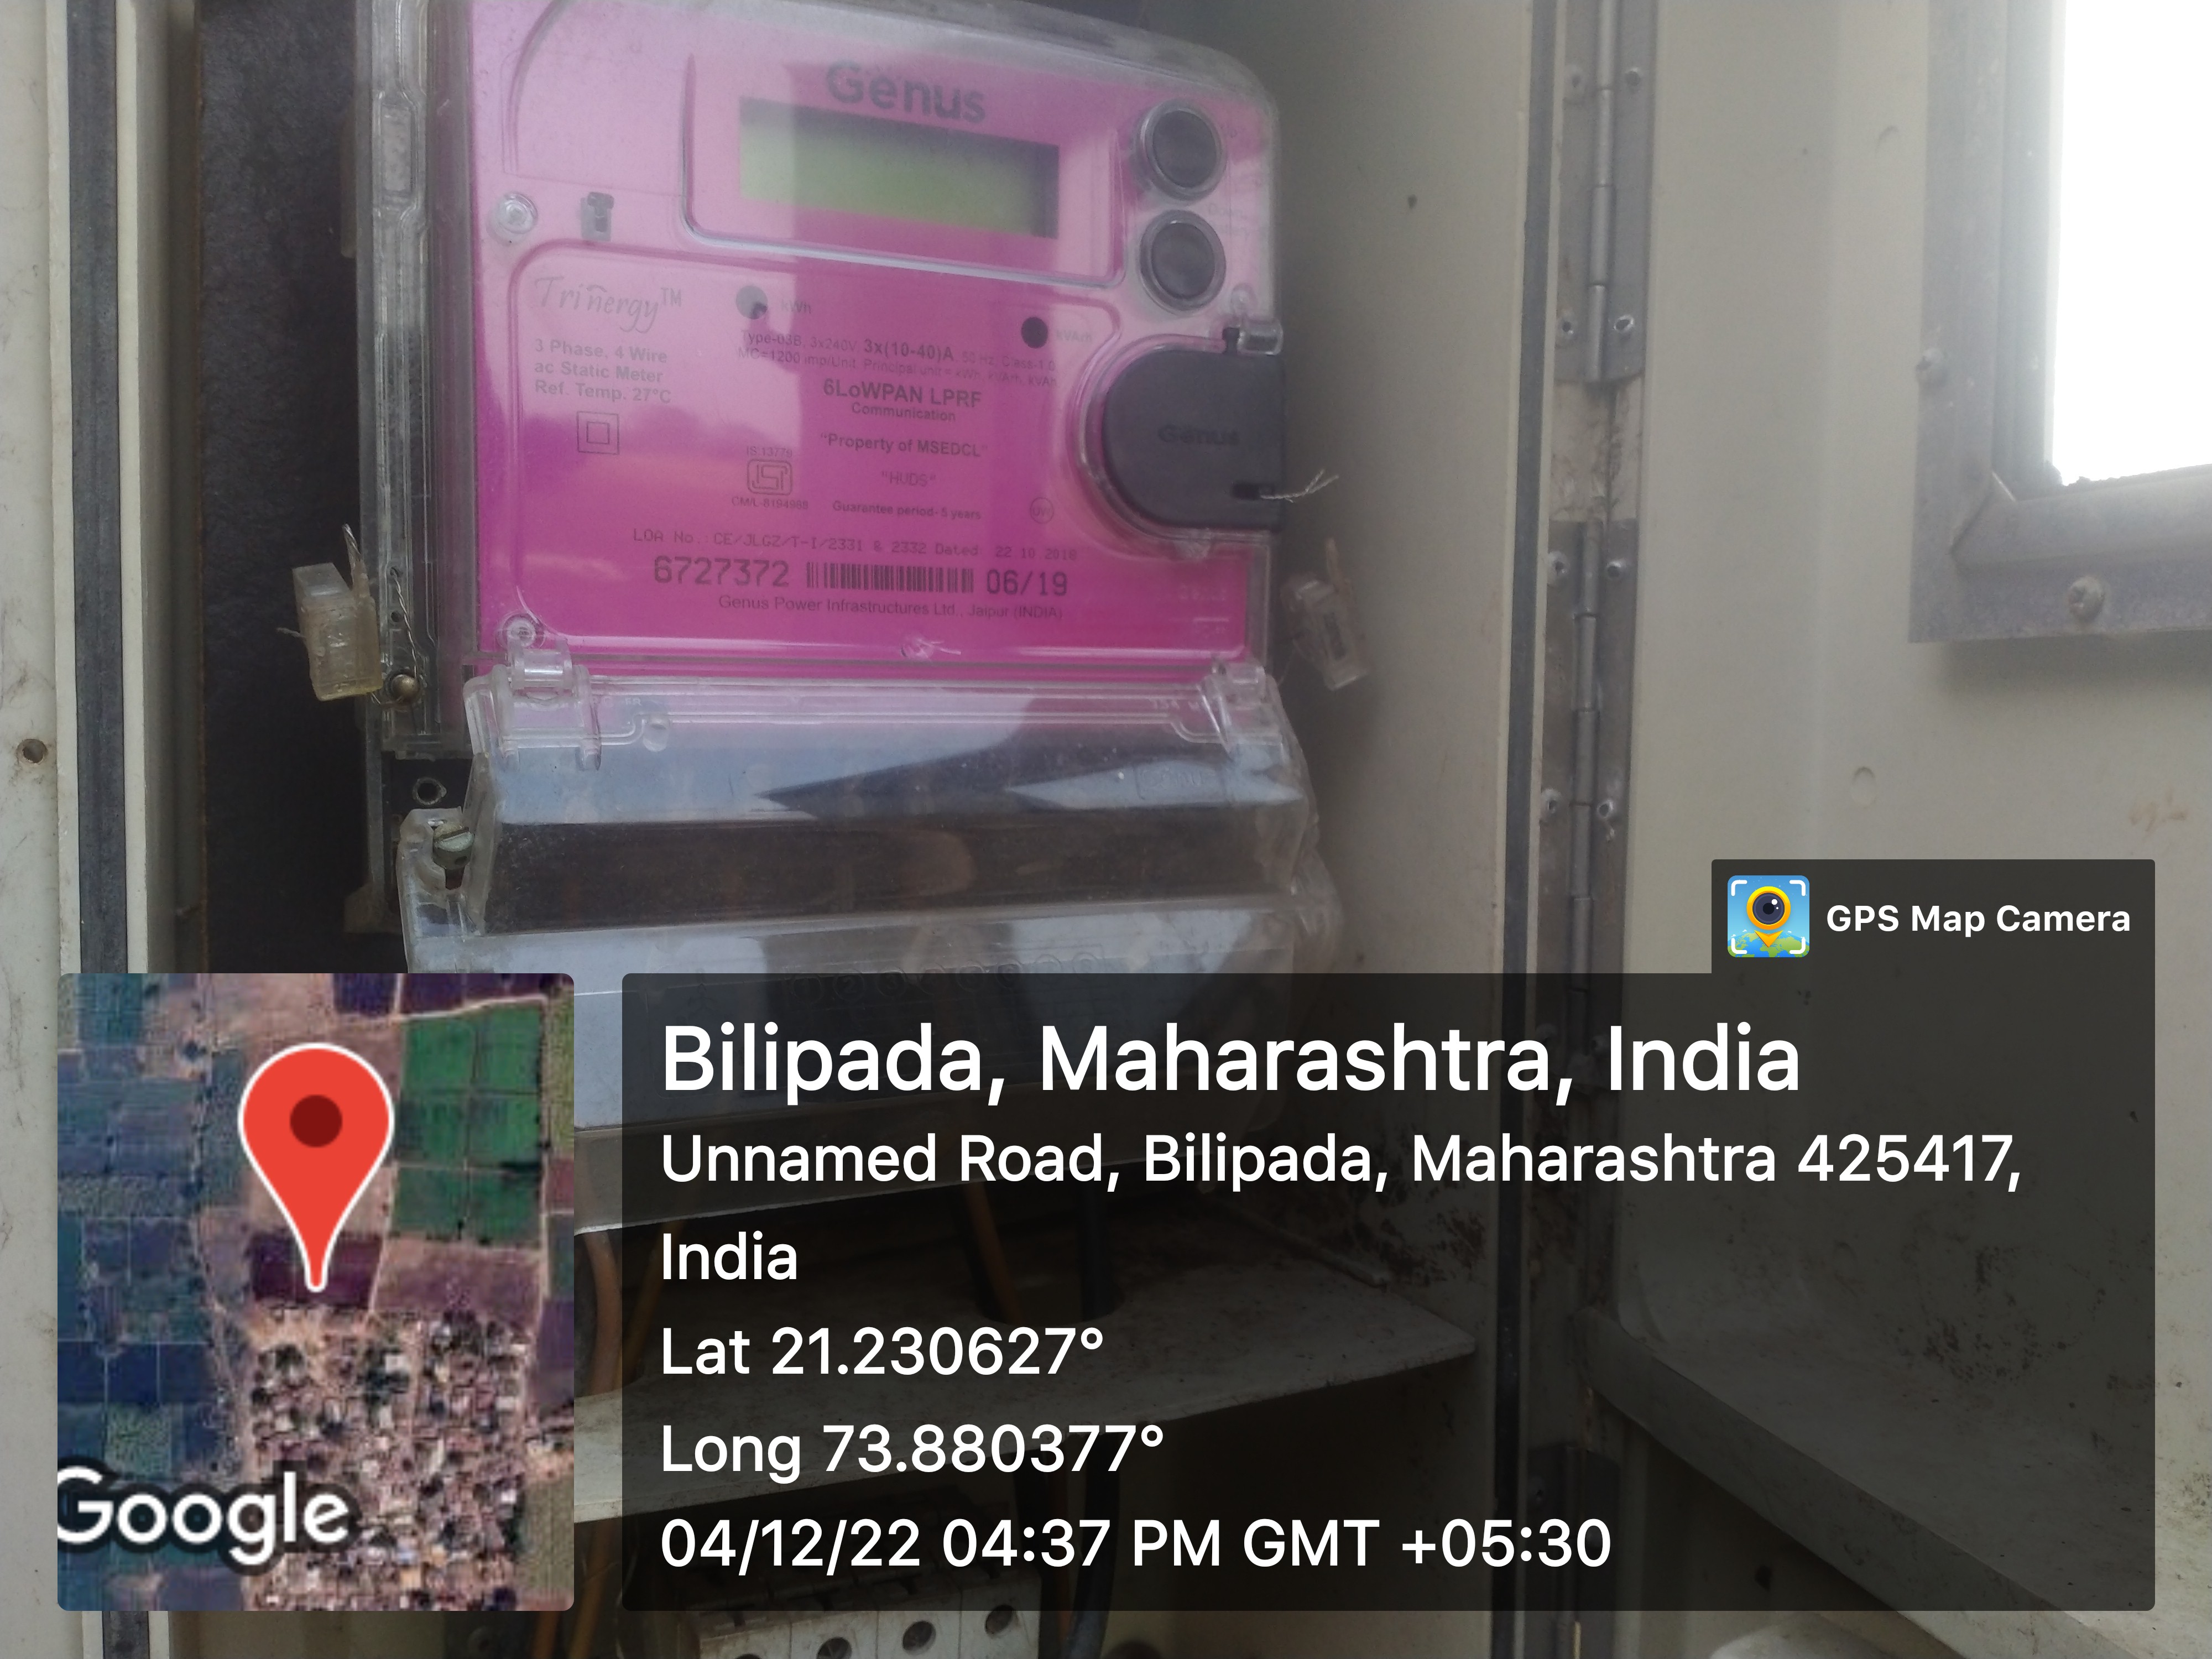 Genus
Trinergy™
kWh
kVArh
3 Phase, 4 Wire
ac Static Meter
Ref. Temp. 27°C
Type-03B, 3x240V, 3x(10-40)A, 50 Hz, Class-1.0
MC=1200 imp/Unit, Principal unit = kWh, kVArh, kVAh
6LoWPAN LPRF
Communication
"Property of MSEDCL"
"HUDS"
IS:13779
CM/L-8194988
Guarantee period- 5 years
Genus
LOA No.: CE/JLGZ/T-I/2331 & 2332 Dated 22.10.2018
6727372 06/19
Genus Power Infrastructures Ltd., Jaipur (INDIA)
GPS Map Camera
Bilipada, Maharashtra, India
Unnamed Road, Bilipada, Maharashtra 425417,
India
Lat 21.230627°
Long 73.880377°
04/12/22 04:37 PM GMT +05:30
Google